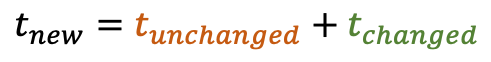 t_new = t_unchanged + t_changed